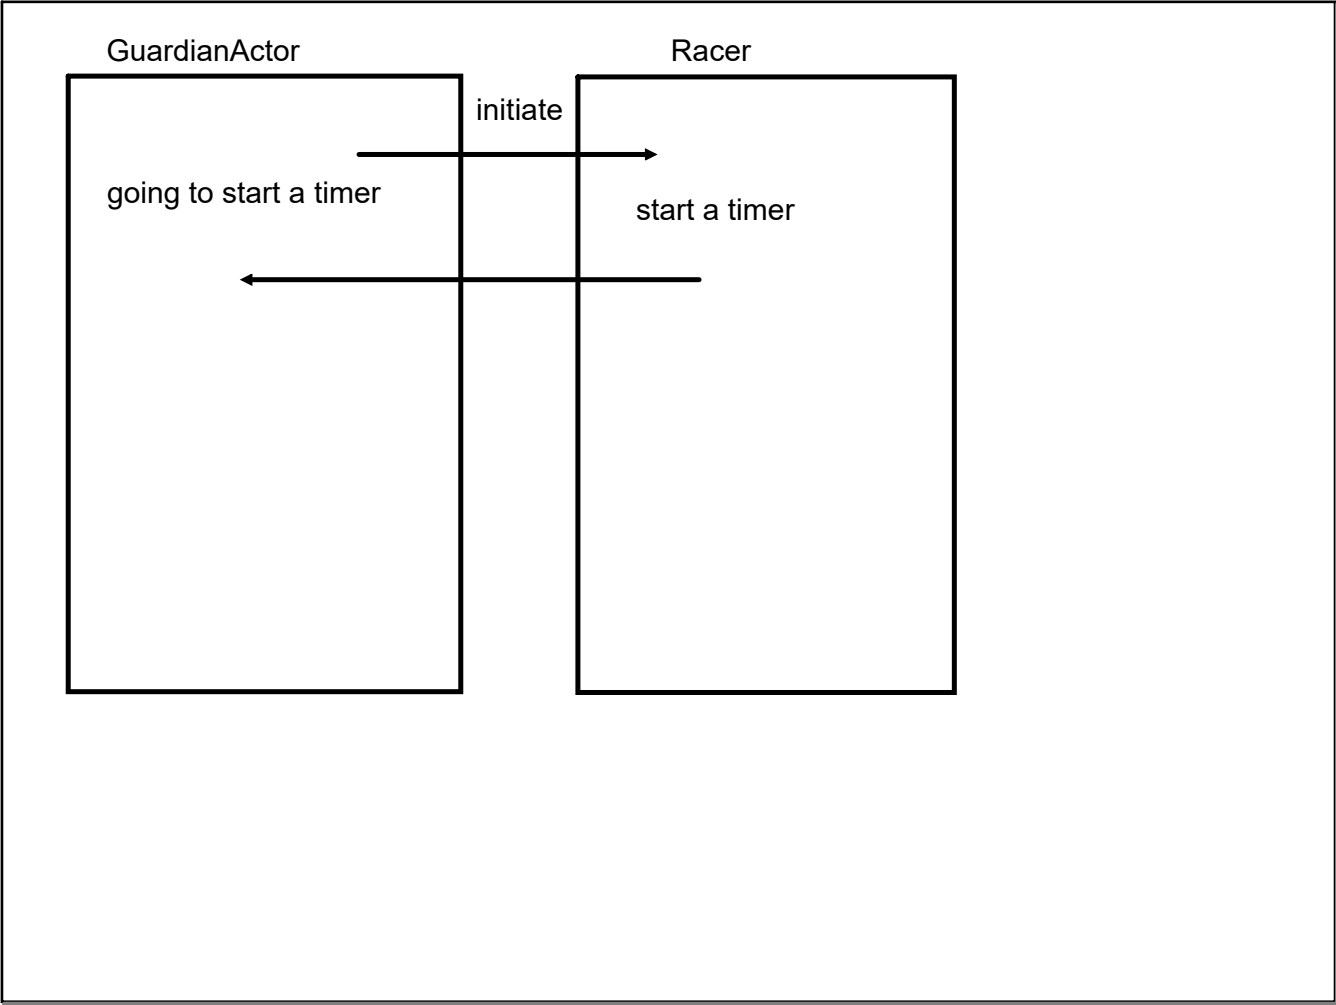 GuardianActor
Racer
initiate
going to start a timer
start a timer